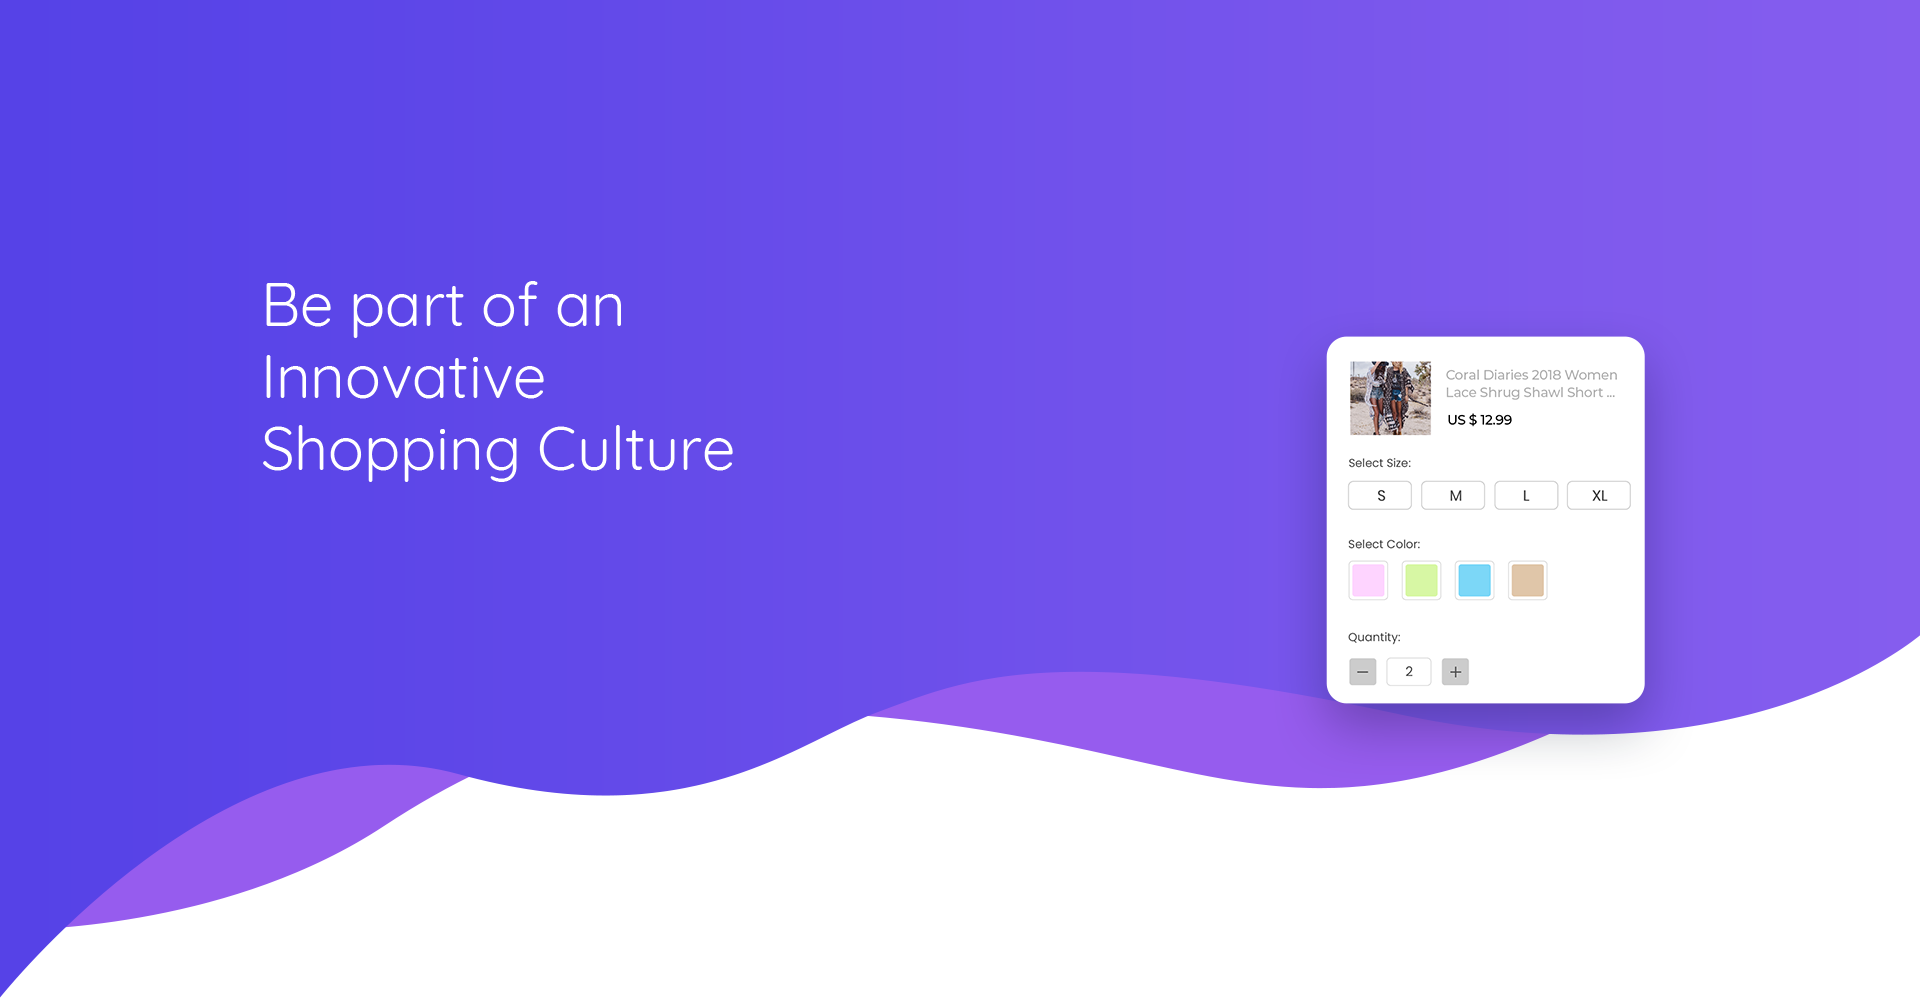 Be part of an
Innovative
Shopping Culture
Coral Diaries 2018 Women
Lace Shrug Shawl Short ...
US $ 12.99
Select Size:
S M L XL
Select Color:
Quantity:
− 2 +